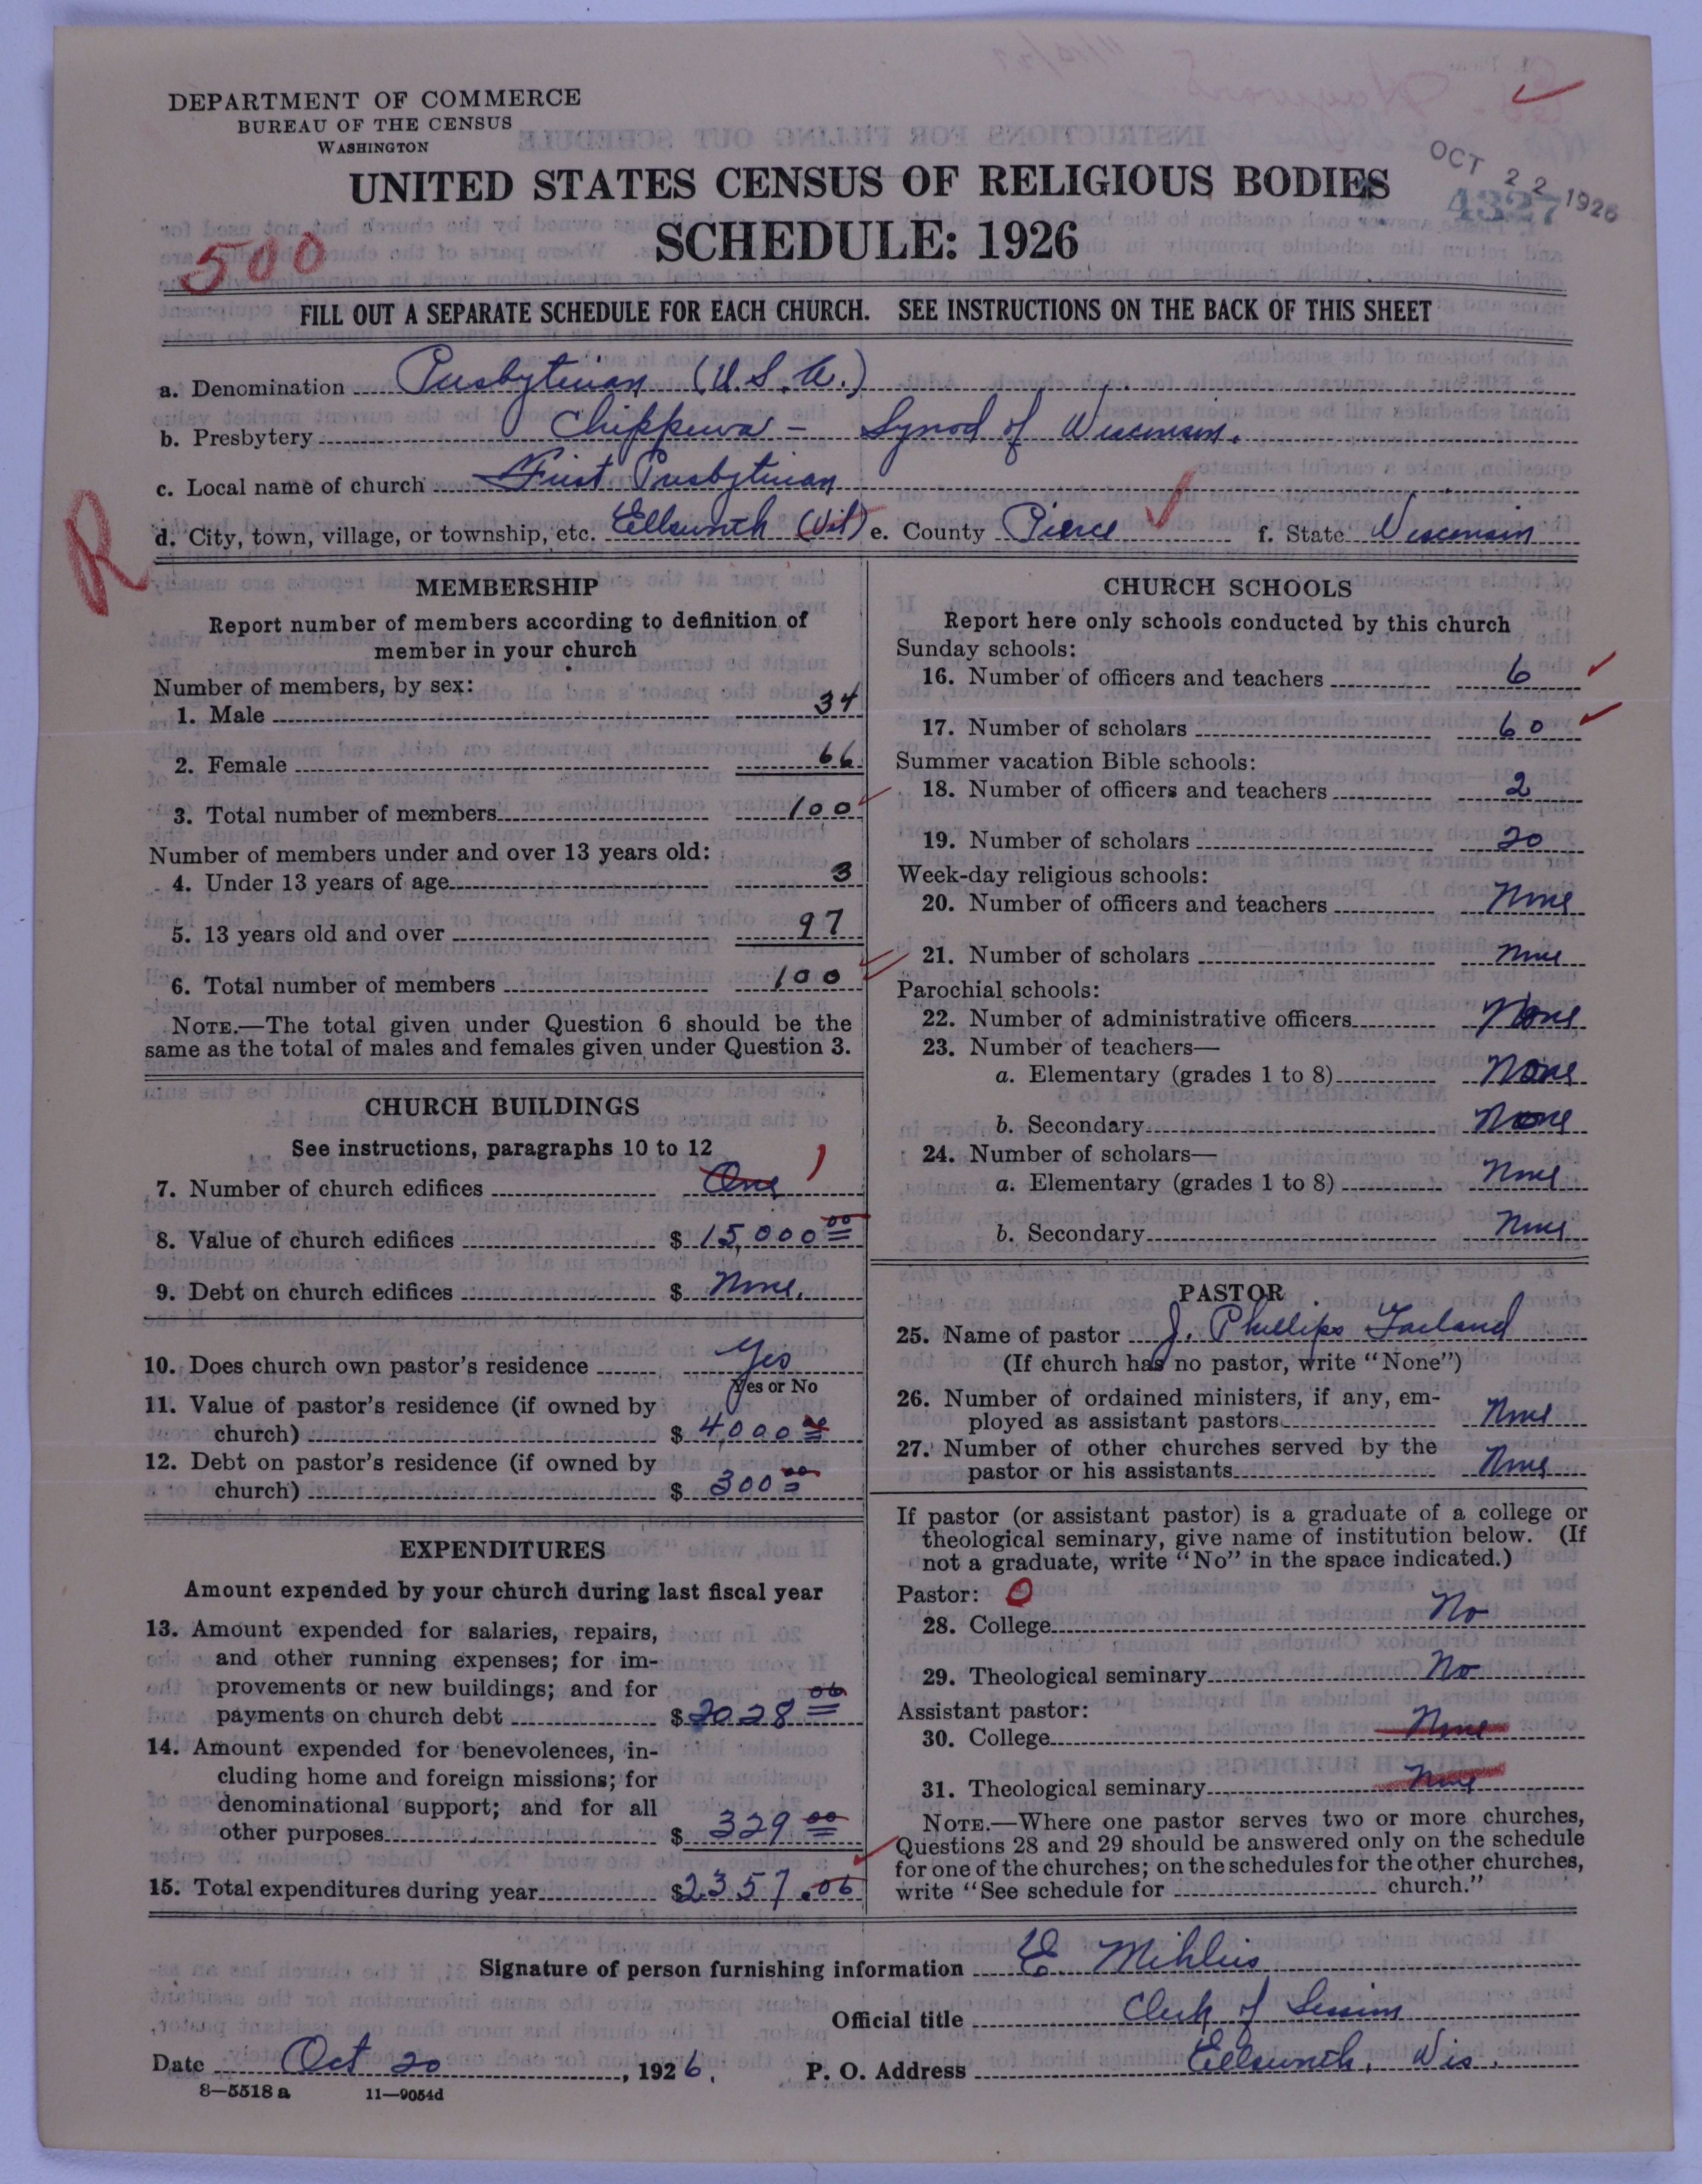 DEPARTMENT OF COMMERCE
BUREAU OF THE CENSUS
WASHINGTON
UNITED STATES CENSUS OF RELIGIOUS BODIES
SCHEDULE: 1926
OCT 22 1926
4327
500
FILL OUT A SEPARATE SCHEDULE FOR EACH CHURCH. SEE INSTRUCTIONS ON THE BACK OF THIS SHEET
a. Denomination Presbyterian (U.S.A.)
b. Presbytery Chippewa - Synod of Wisconsin.
c. Local name of church First Presbyterian
R
d. City, town, village, or township, etc. Ellsworth (Vil) e. County Pierce f. State Wisconsin
MEMBERSHIP
Report number of members according to definition of
member in your church
Number of members, by sex:
1. Male 34
2. Female 66
3. Total number of members 100
Number of members under and over 13 years old:
4. Under 13 years of age 3
5. 13 years old and over 97
6. Total number of members 100
NOTE.—The total given under Question 6 should be the
same as the total of males and females given under Question 3.
CHURCH BUILDINGS
See instructions, paragraphs 10 to 12
7. Number of church edifices One 1
8. Value of church edifices $ 15,000 00
9. Debt on church edifices $ None.
10. Does church own pastor's residence Yes
Yes or No
11. Value of pastor's residence (if owned by
church) $ 4,000 00
12. Debt on pastor's residence (if owned by
church) $ 300 00
EXPENDITURES
Amount expended by your church during last fiscal year
13. Amount expended for salaries, repairs,
and other running expenses; for im-
provements or new buildings; and for
payments on church debt $ 2028 06
14. Amount expended for benevolences, in-
cluding home and foreign missions; for
denominational support; and for all
other purposes $ 329 00
15. Total expenditures during year $ 2357.06
CHURCH SCHOOLS
Report here only schools conducted by this church
Sunday schools:
16. Number of officers and teachers 6
17. Number of scholars 60
Summer vacation Bible schools:
18. Number of officers and teachers 2
19. Number of scholars 20
Week-day religious schools:
20. Number of officers and teachers None
21. Number of scholars None
Parochial schools:
22. Number of administrative officers None
23. Number of teachers—
a. Elementary (grades 1 to 8) None
b. Secondary None
24. Number of scholars—
a. Elementary (grades 1 to 8) None
b. Secondary None
PASTOR
25. Name of pastor J. Phillips
(If church has no pastor, write "None")
26. Number of ordained ministers, if any, em-
ployed as assistant pastors None
27. Number of other churches served by the
pastor or his assistants None
If pastor (or assistant pastor) is a graduate of a college or
theological seminary, give name of institution below. (If
not a graduate, write "No" in the space indicated.)
Pastor: 0
28. College No
29. Theological seminary No
Assistant pastor:
30. College None
31. Theological seminary None
NOTE.—Where one pastor serves two or more churches,
Questions 28 and 29 should be answered only on the schedule
for one of the churches; on the schedules for the other churches,
write "See schedule for church."
Signature of person furnishing information E.
Official title Clerk of Session
Date Oct 20, 1926. P. O. Address Ellsworth, Wis.
8-5518 a 11-9054d